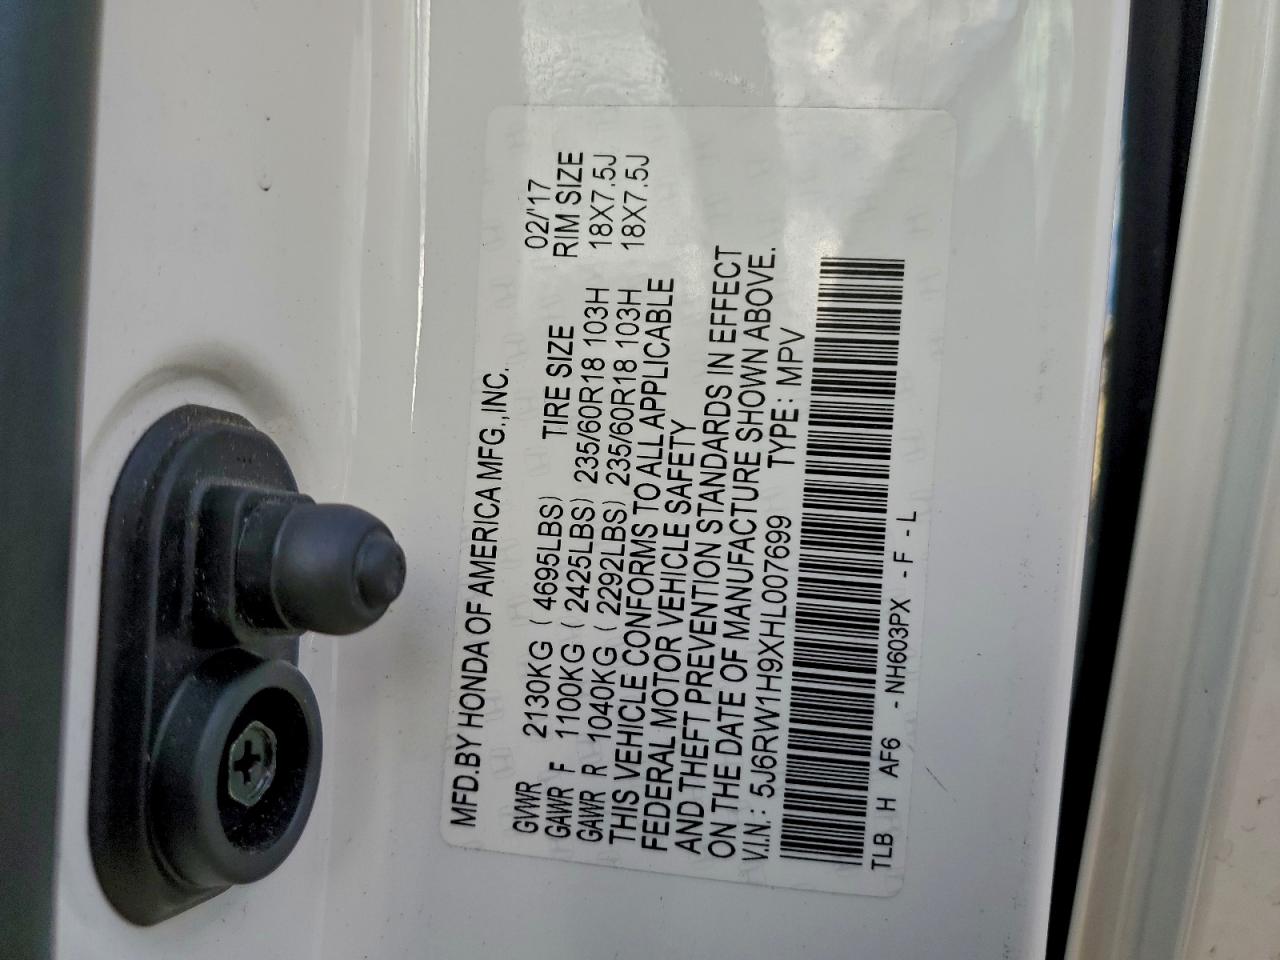 MFD.BY HONDA OF AMERICA MFG.,INC. 02/'17
GVWR 2130KG ( 4695LBS) TIRE SIZE RIM SIZE
GAWR F 1100KG ( 2425LBS) 235/60R18 103H 18X7.5J
GAWR R 1040KG ( 2292LBS) 235/60R18 103H 18X7.5J
THIS VEHICLE CONFORMS TO ALL APPLICABLE
FEDERAL MOTOR VEHICLE SAFETY
AND THEFT PREVENTION STANDARDS IN EFFECT
ON THE DATE OF MANUFACTURE SHOWN ABOVE.
V.I.N.: 5J6RW1H9XHL007699 TYPE: MPV
TLB H AF6 -NH603PX -F-L